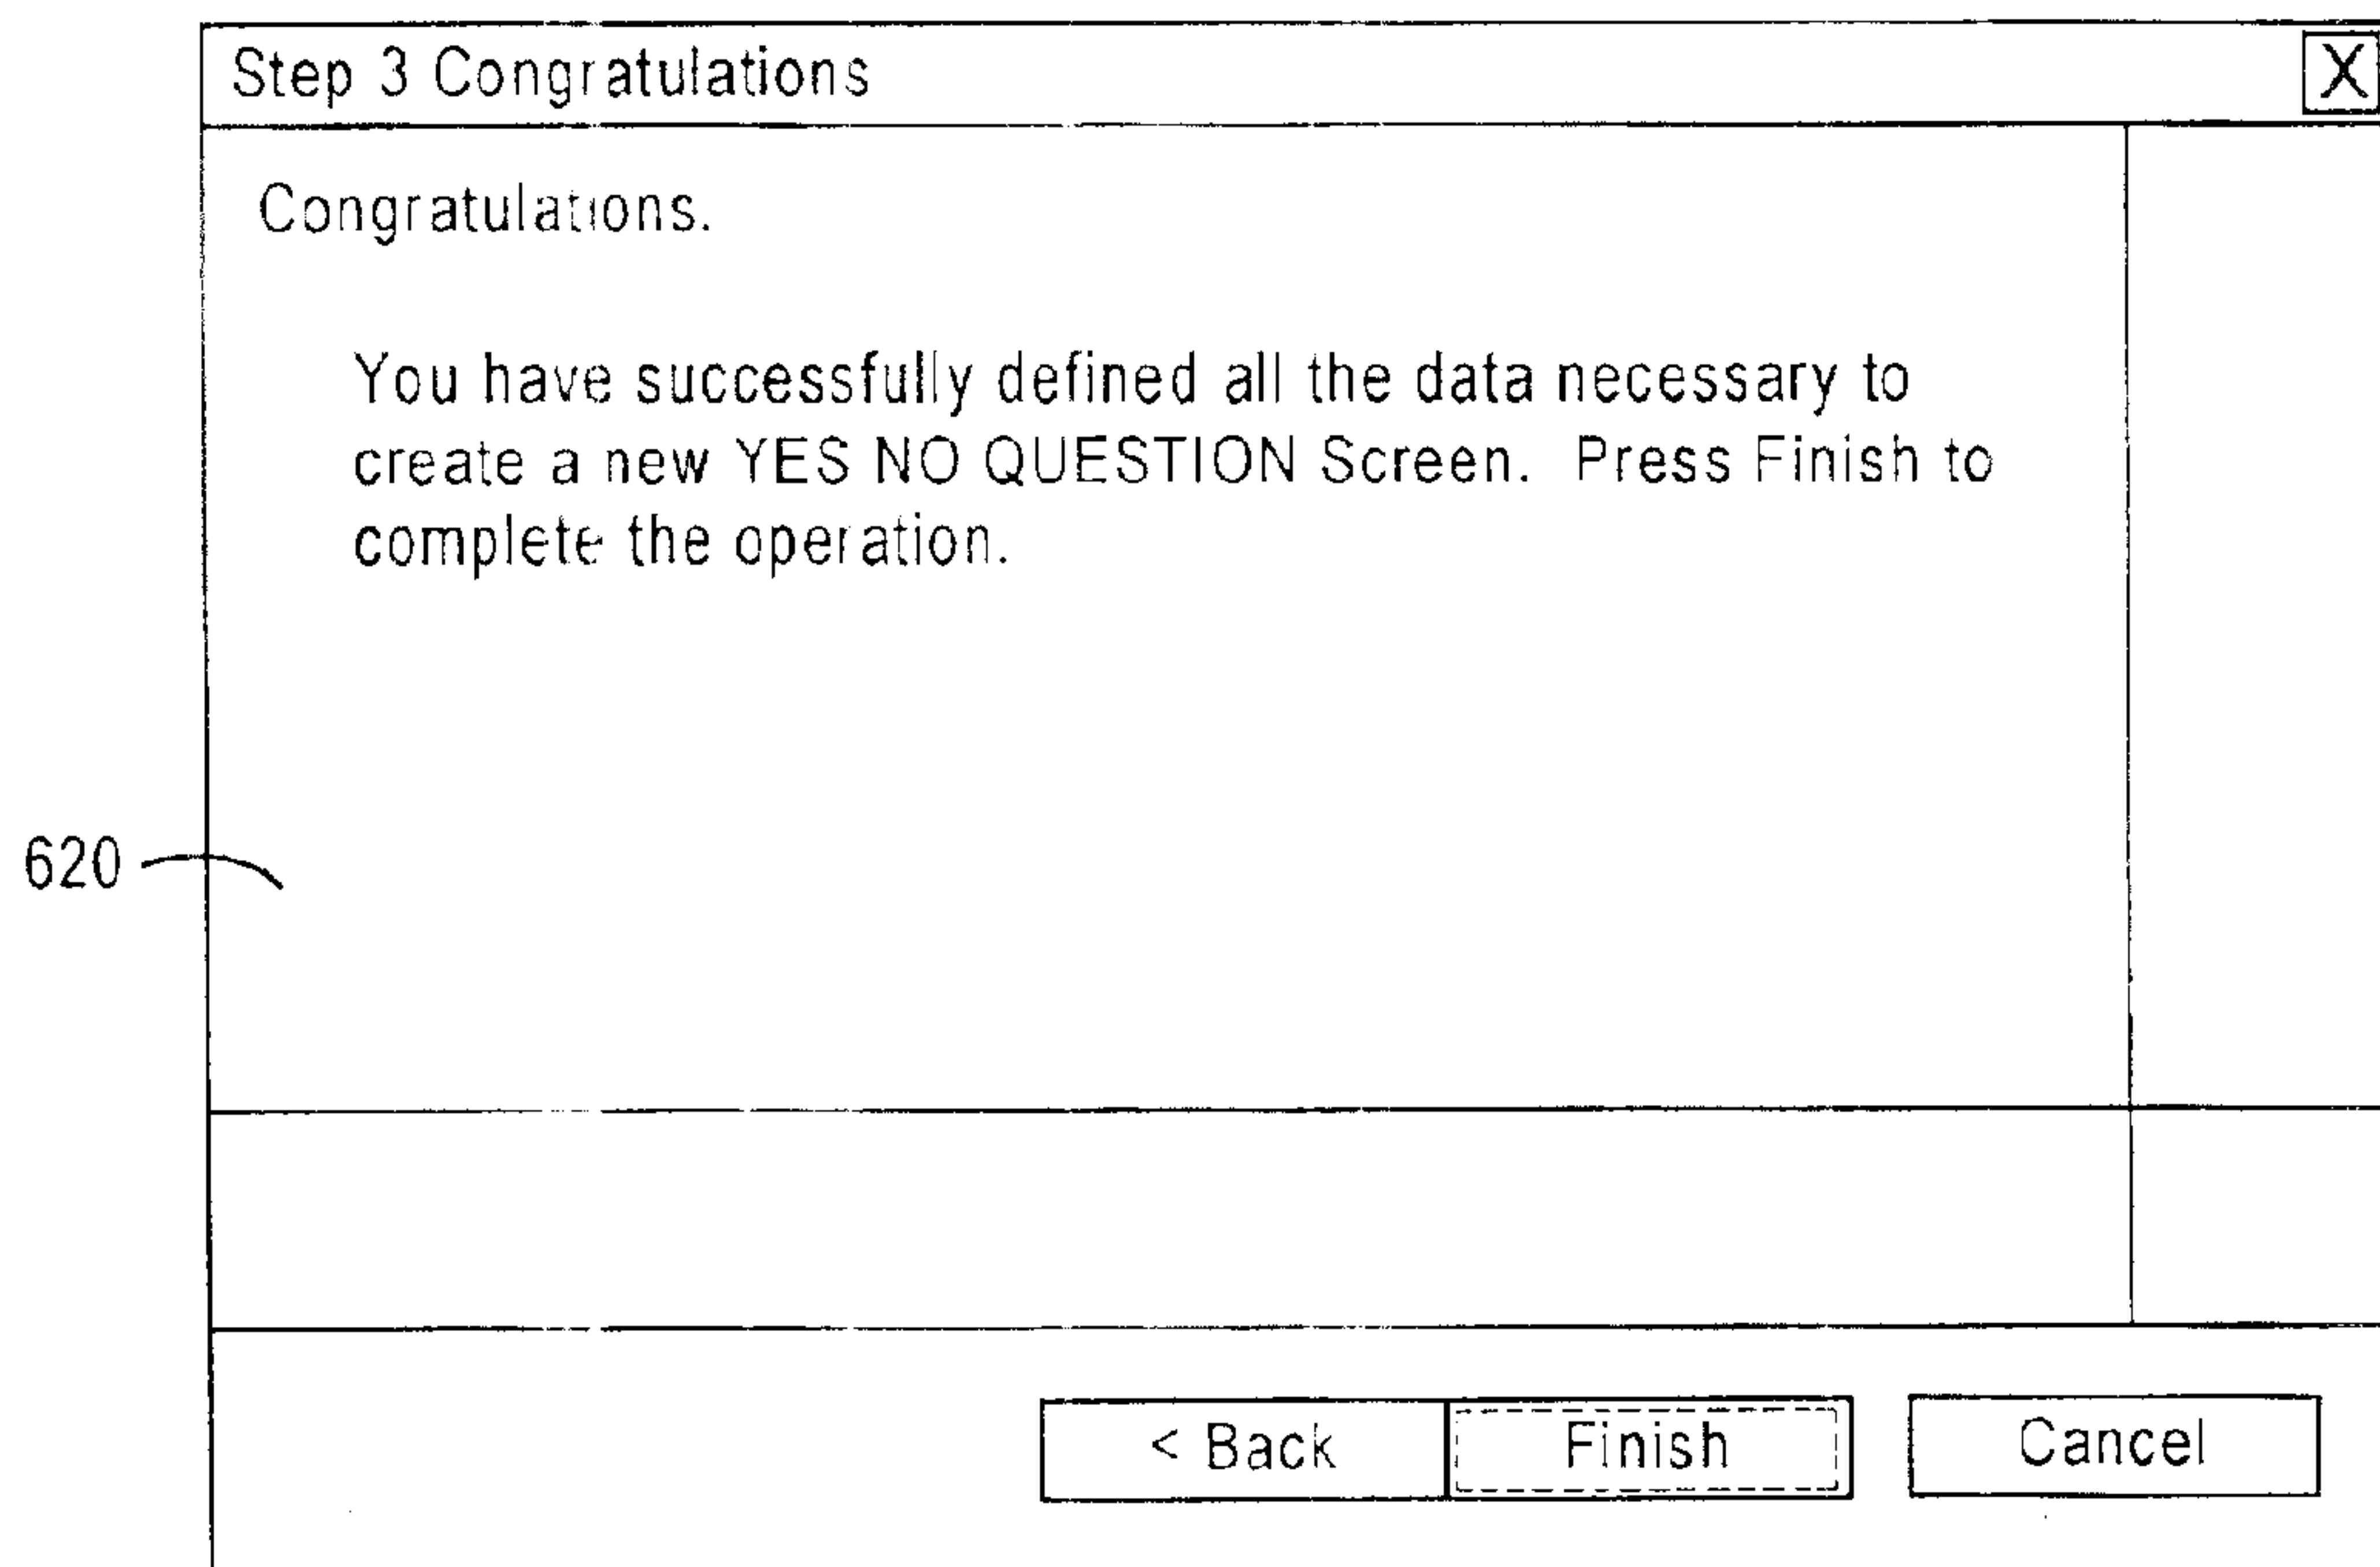 Step 3 Congratulations X
Congratulations.
You have successfully defined all the data necessary to
create a new YES NO QUESTION Screen. Press Finish to
complete the operation.
620
< Back Finish Cancel